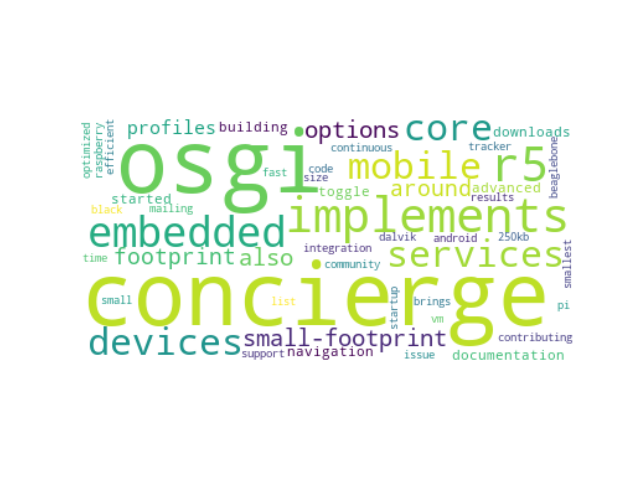 optimized
raspberry
efficient
profiles
building
options
core
downloads
osgi
continuous
tracker
fast
code
size
mobile
r5
beaglebone
started
toggle
around
advanced
results
black
mailing
implements
embedded
dalvik
android
250kb
time
footprint
also
integration
services
community
smallest
concierge
small
list
startup
brings
vm
pi
devices
small-footprint
contributing
support
navigation
issue
documentation